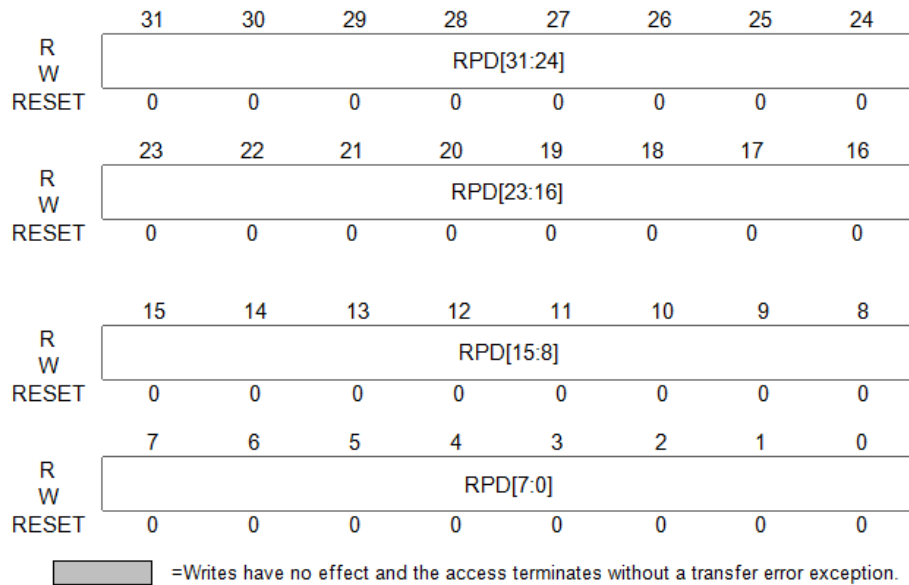 31 30 29 28 27 26 25 24
R
W
RPD[31:24]
RESET 0 0 0 0 0 0 0 0
23 22 21 20 19 18 17 16
R
W
RPD[23:16]
RESET 0 0 0 0 0 0 0 0
15 14 13 12 11 10 9 8
R
W
RPD[15:8]
RESET 0 0 0 0 0 0 0 0
7 6 5 4 3 2 1 0
R
W
RPD[7:0]
RESET 0 0 0 0 0 0 0 0
=Writes have no effect and the access terminates without a transfer error exception.